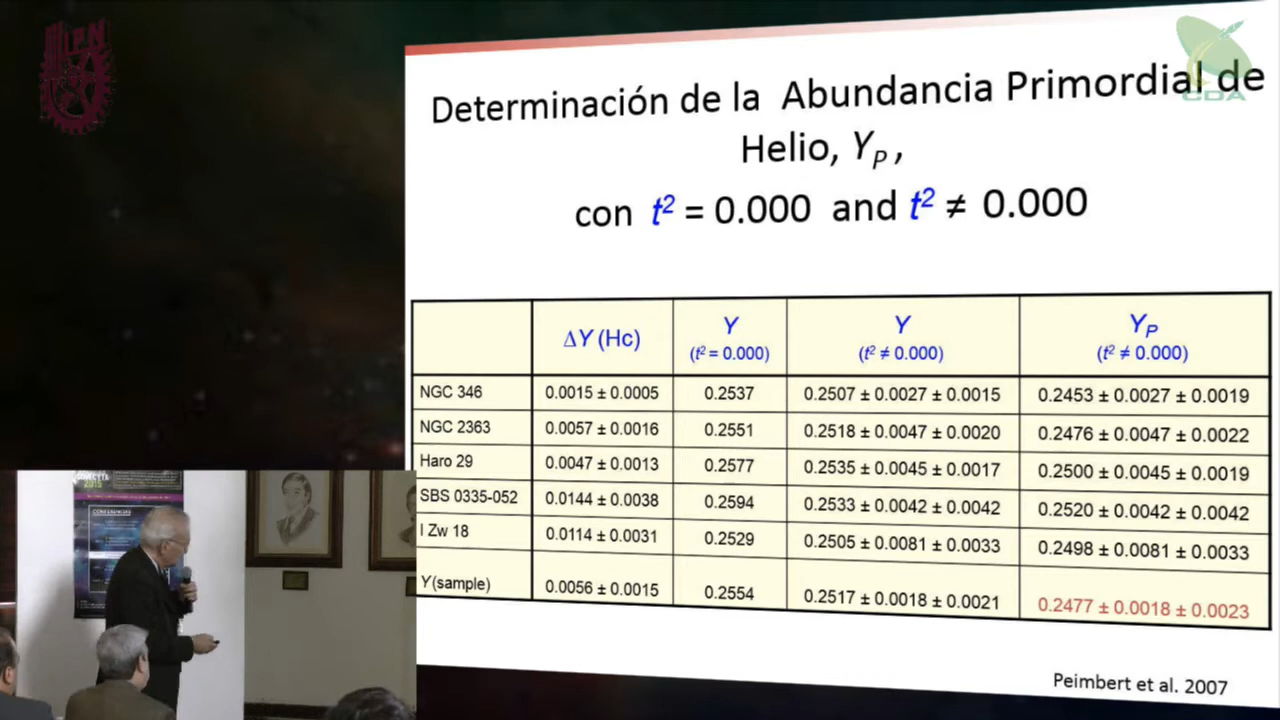 IPN
CDA
Determinación de la Abundancia Primordial de
Helio, Yₚ ,
con t² = 0.000 and t² ≠ 0.000
ΔY (Hc) Y (t² = 0.000) Y (t² ≠ 0.000) Yₚ (t² ≠ 0.000)
NGC 346 0.0015 ± 0.0005 0.2537 0.2507 ± 0.0027 ± 0.0015 0.2453 ± 0.0027 ± 0.0019
NGC 2363 0.0057 ± 0.0016 0.2551 0.2518 ± 0.0047 ± 0.0020 0.2476 ± 0.0047 ± 0.0022
Haro 29 0.0047 ± 0.0013 0.2577 0.2535 ± 0.0045 ± 0.0017 0.2500 ± 0.0045 ± 0.0019
SBS 0335-052 0.0144 ± 0.0038 0.2594 0.2533 ± 0.0042 ± 0.0042 0.2520 ± 0.0042 ± 0.0042
I Zw 18 0.0114 ± 0.0031 0.2529 0.2505 ± 0.0081 ± 0.0033 0.2498 ± 0.0081 ± 0.0033
Y(sample) 0.0056 ± 0.0015 0.2554 0.2517 ± 0.0018 ± 0.0021 0.2477 ± 0.0018 ± 0.0023
Peimbert et al. 2007
2015
CONFERENCIAS